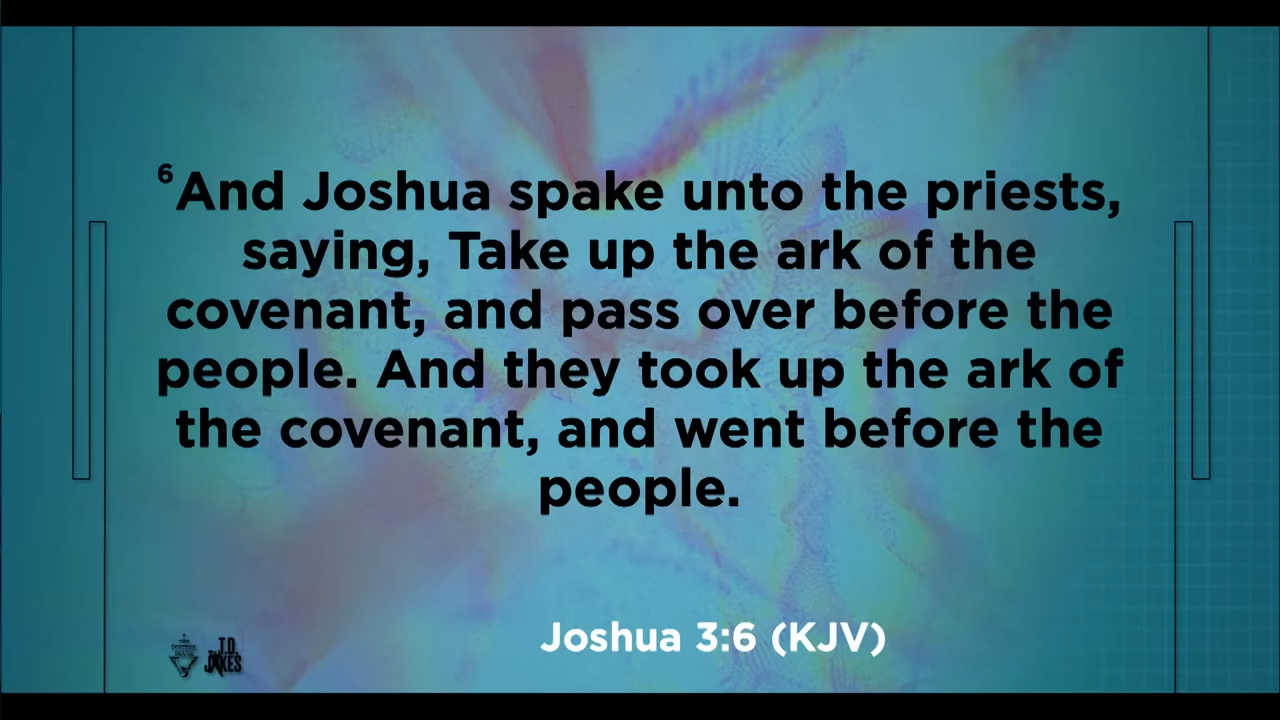 ⁶And Joshua spake unto the priests,
saying, Take up the ark of the
covenant, and pass over before the
people. And they took up the ark of
the covenant, and went before the
people.
Joshua 3:6 (KJV)
T.D.
JAKES